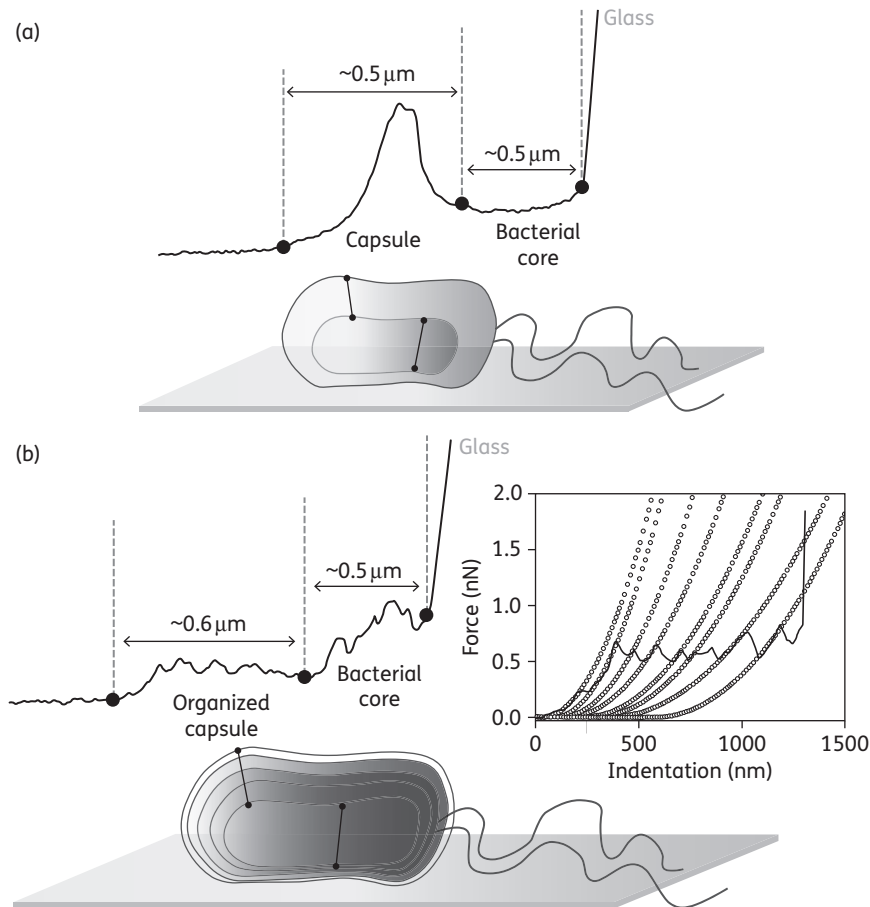 (a)
Glass
~0.5 µm
~0.5 µm
Capsule
Bacterial
core
(b)
Glass
~0.5 µm
~0.6 µm
Bacterial
core
Organized
capsule
2.0
1.5
1.0
0.5
0.0
Force (nN)
0
500
1000
1500
Indentation (nm)